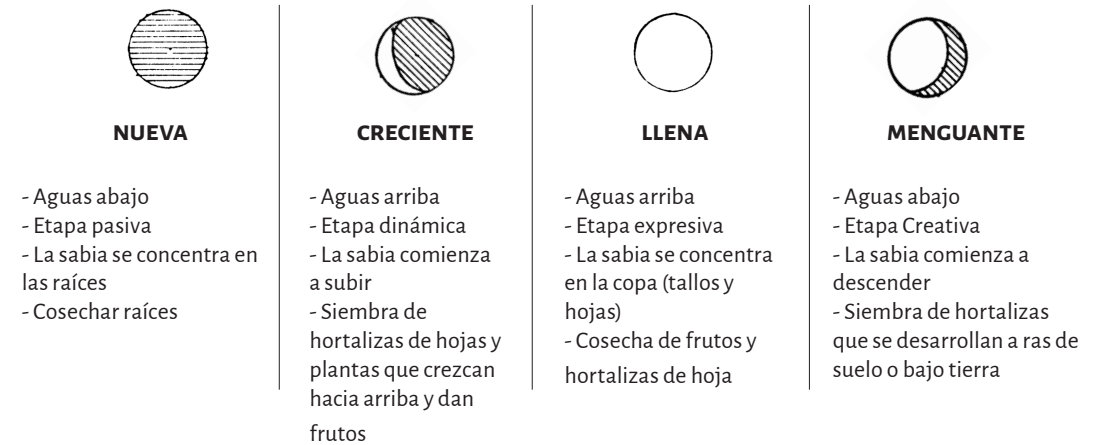 NUEVA
- Aguas abajo
- Etapa pasiva
- La sabia se concentra en
las raíces
- Cosechar raíces
CRECIENTE
- Aguas arriba
- Etapa dinámica
- La sabia comienza
a subir
- Siembra de
hortalizas de hojas y
plantas que crezcan
hacia arriba y dan
frutos
LLENA
- Aguas arriba
- Etapa expresiva
- La sabia se concentra
en la copa (tallos y
hojas)
- Cosecha de frutos y
hortalizas de hoja
MENGUANTE
- Aguas abajo
- Etapa Creativa
- La sabia comienza a
descender
- Siembra de hortalizas
que se desarrollan a ras de
suelo o bajo tierra